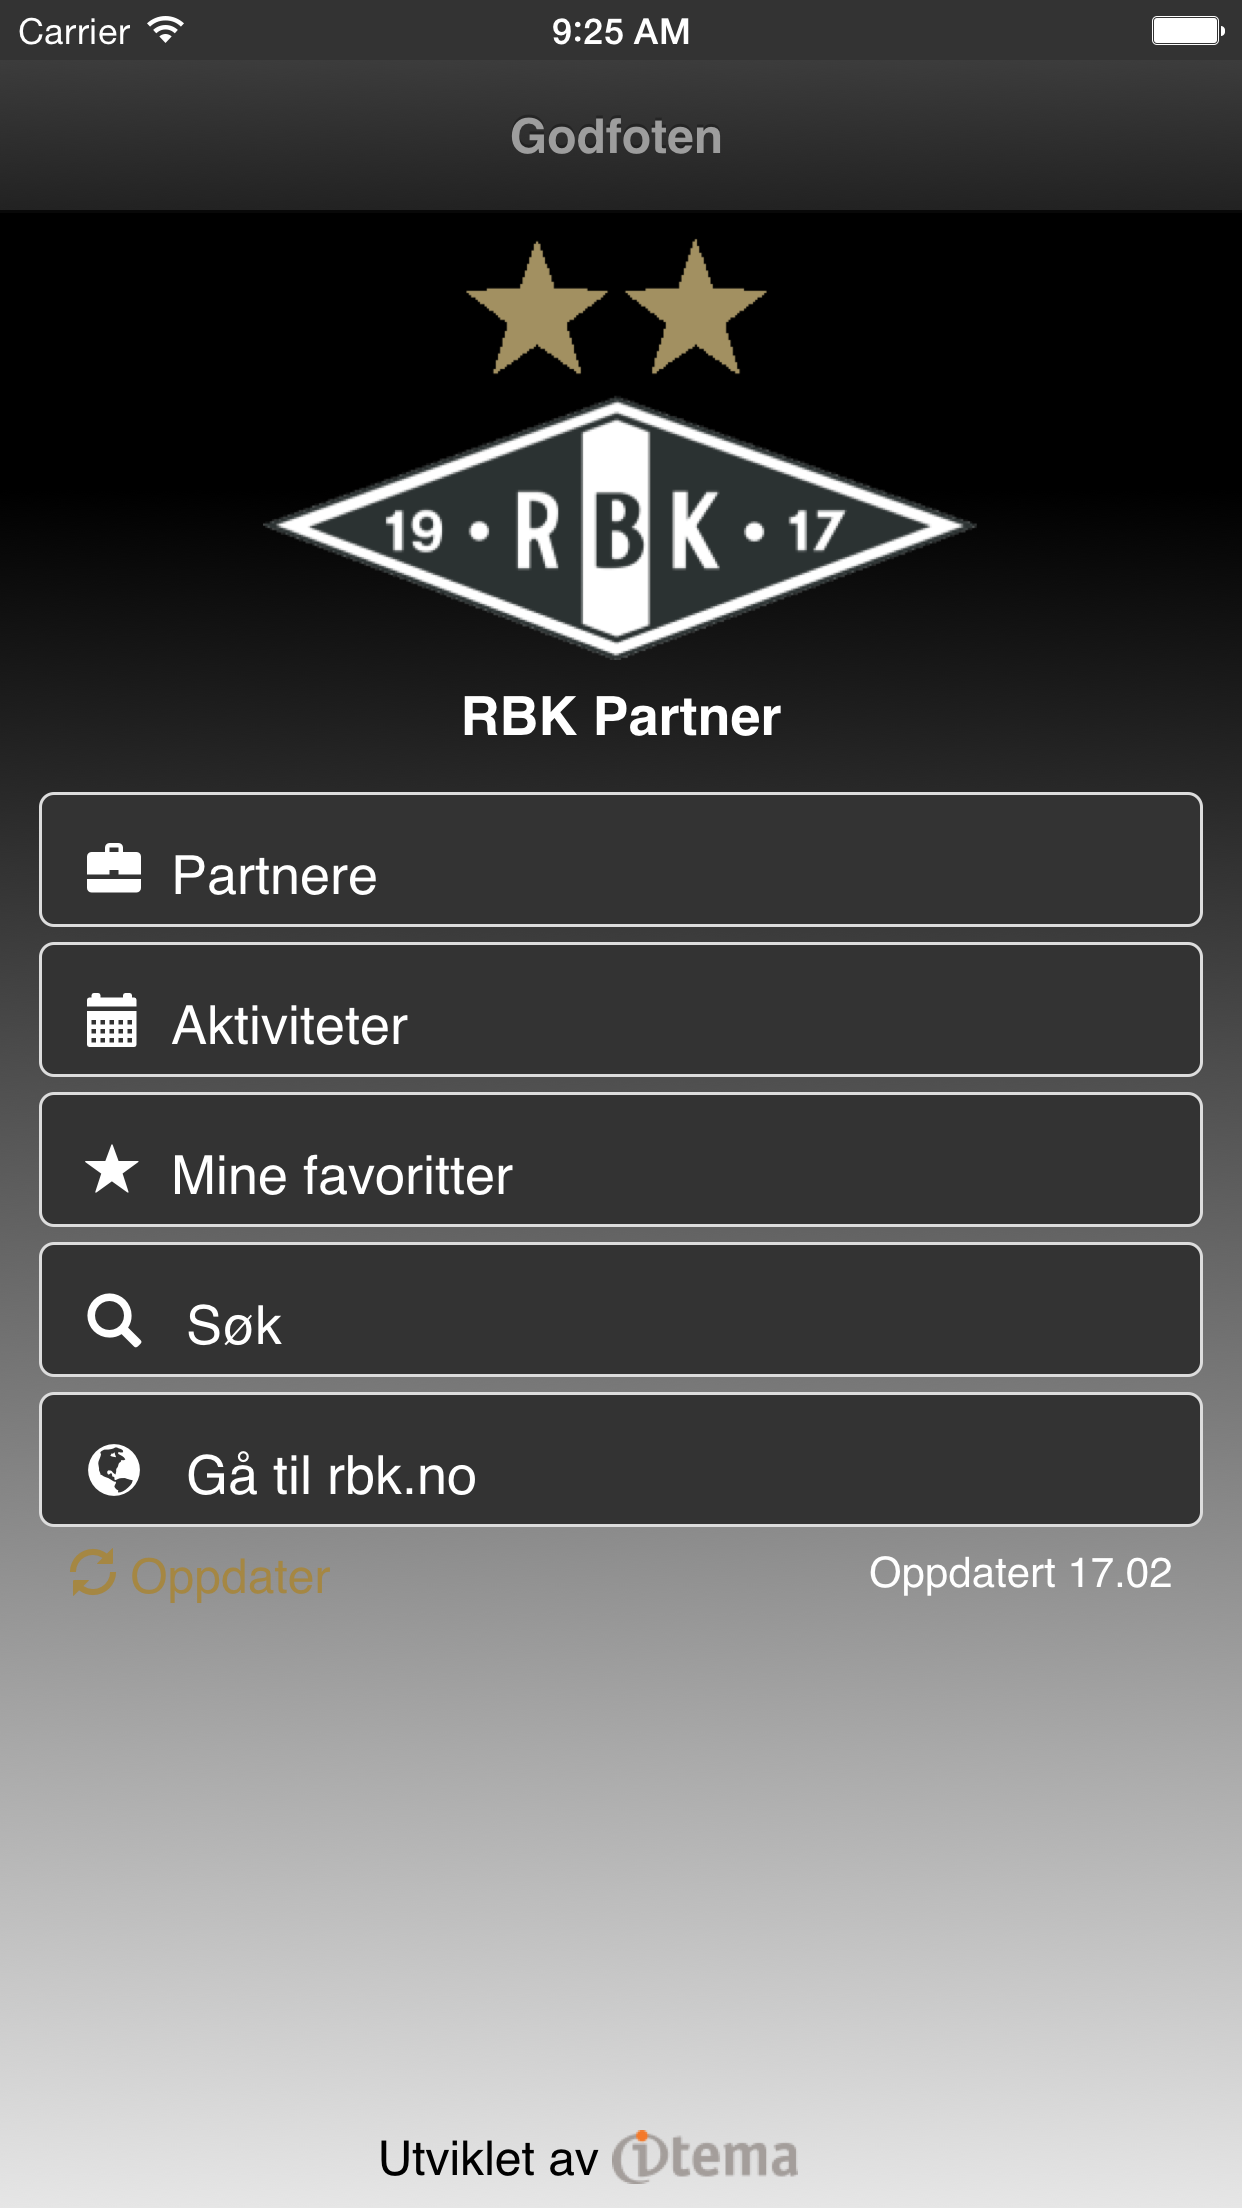 Carrier 9:25 AM
Godfoten
19 • RBK • 17
RBK Partner
Partnere
Aktiviteter
Mine favoritter
Søk
Gå til rbk.no
Oppdater Oppdatert 17.02
Utviklet av itema